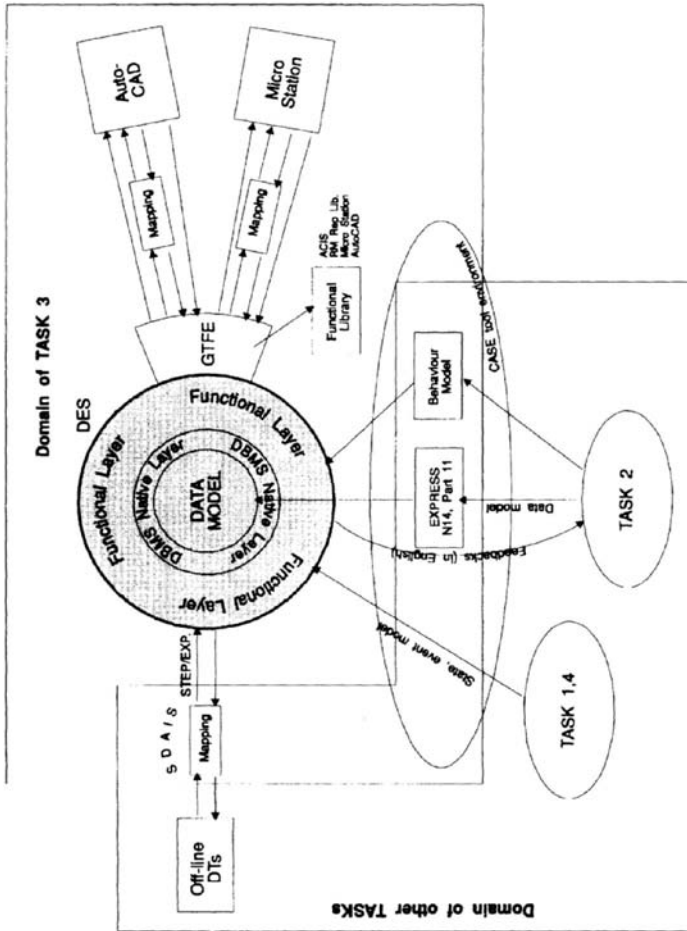 Domain of TASK 3
Auto-
CAD
Micro
Station
Mapping
Mapping
ACIS
RM Rep Lib.
Micro Station
AutoCAD
Functional
Library
GTFE
DES
Functional Layer
Functional Layer
Functional Layer
DBMS Native Layer
DBMS Native Layer
DATA
MODEL
CASE tool environment
Behaviour
Model
EXPRESS
N14, Part 11
Data model
Feedbacks (in English)
State, event model
TASK 2
TASK 1,4
STEP/EXP.
S D A I S
Mapping
Off-line
DTs
Domain of other TASKs